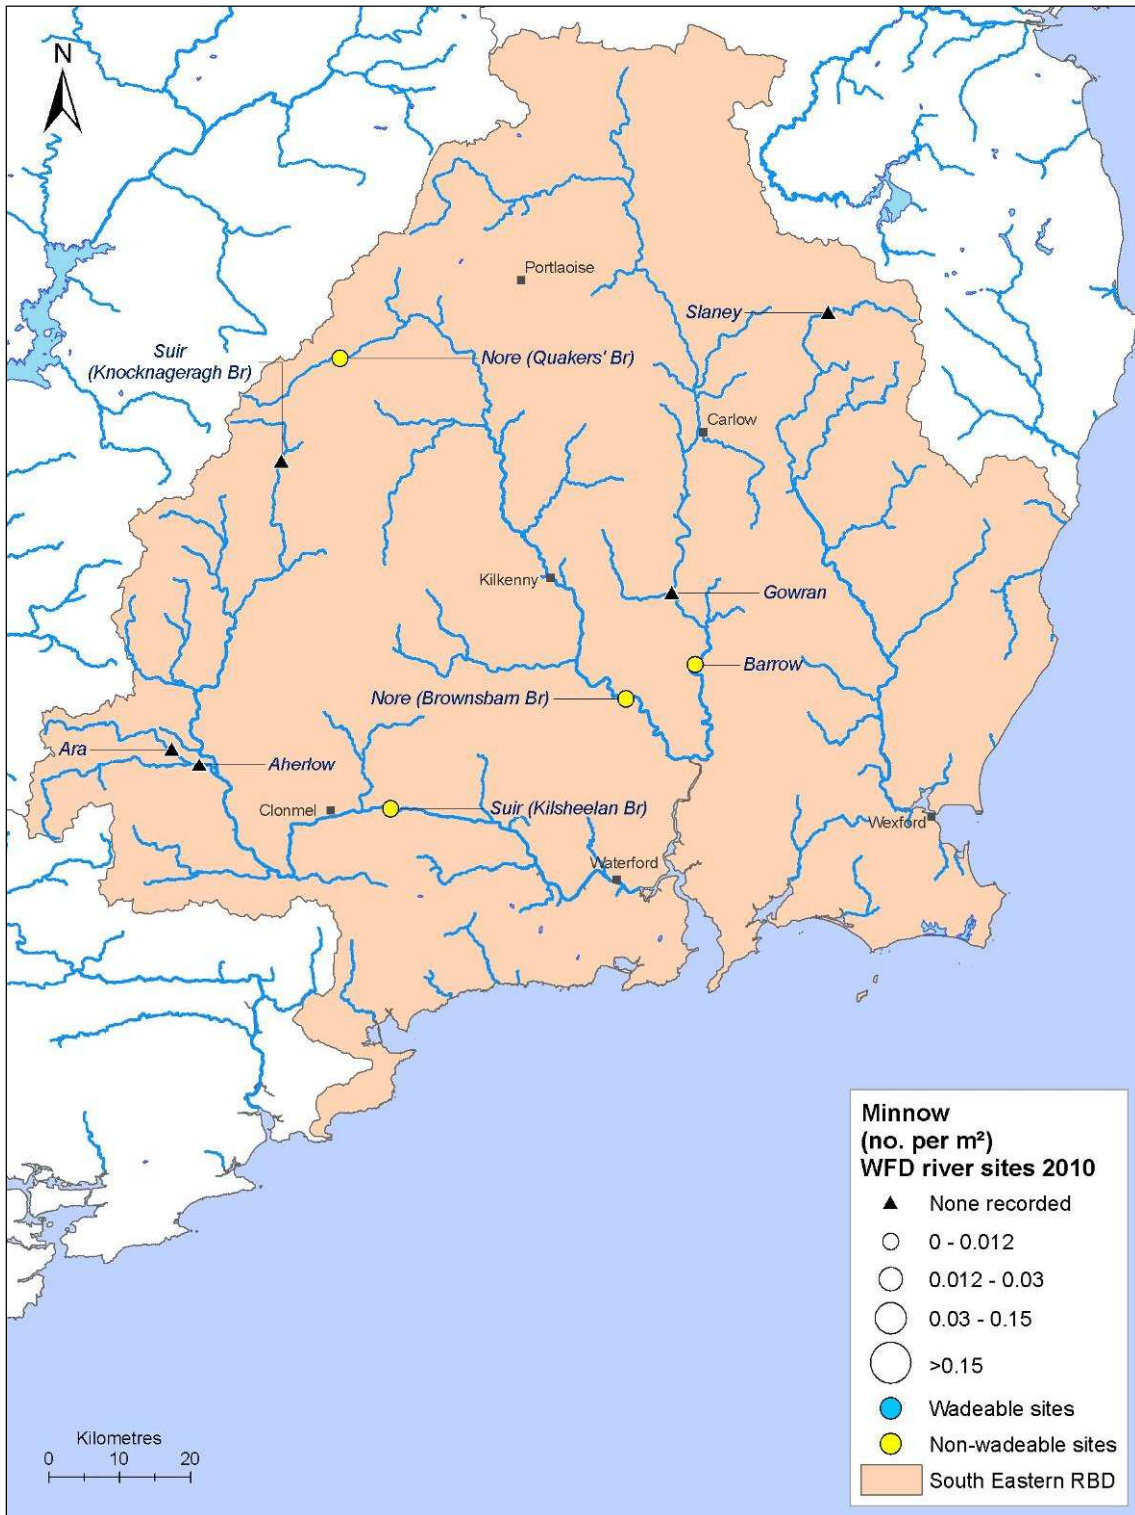 N
Portlaoise
Slaney
Suir
(Knocknageragh Br)
Nore (Quakers' Br)
Carlow
Kilkenny
Gowran
Barrow
Nore (Brownsbarn Br)
Ara
Aherlow
Clonmel
Suir (Kilsheelan Br)
Wexford
Waterford
Minnow
(no. per m²)
WFD river sites 2010
None recorded
0 - 0.012
0.012 - 0.03
0.03 - 0.15
>0.15
Wadeable sites
Non-wadeable sites
South Eastern RBD
Kilometres
0 10 20